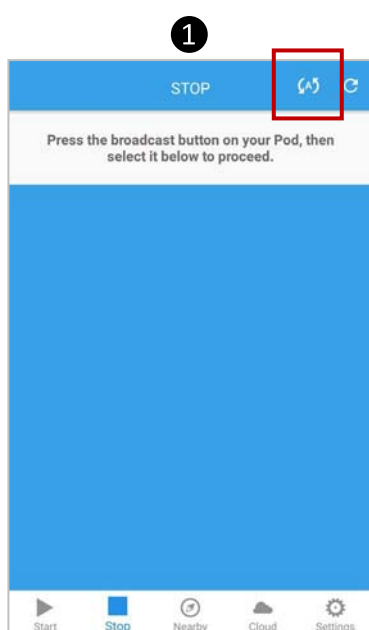 1
STOP A
Press the broadcast button on your Pod, then
select it below to proceed.
Start Stop Nearby Cloud Settings